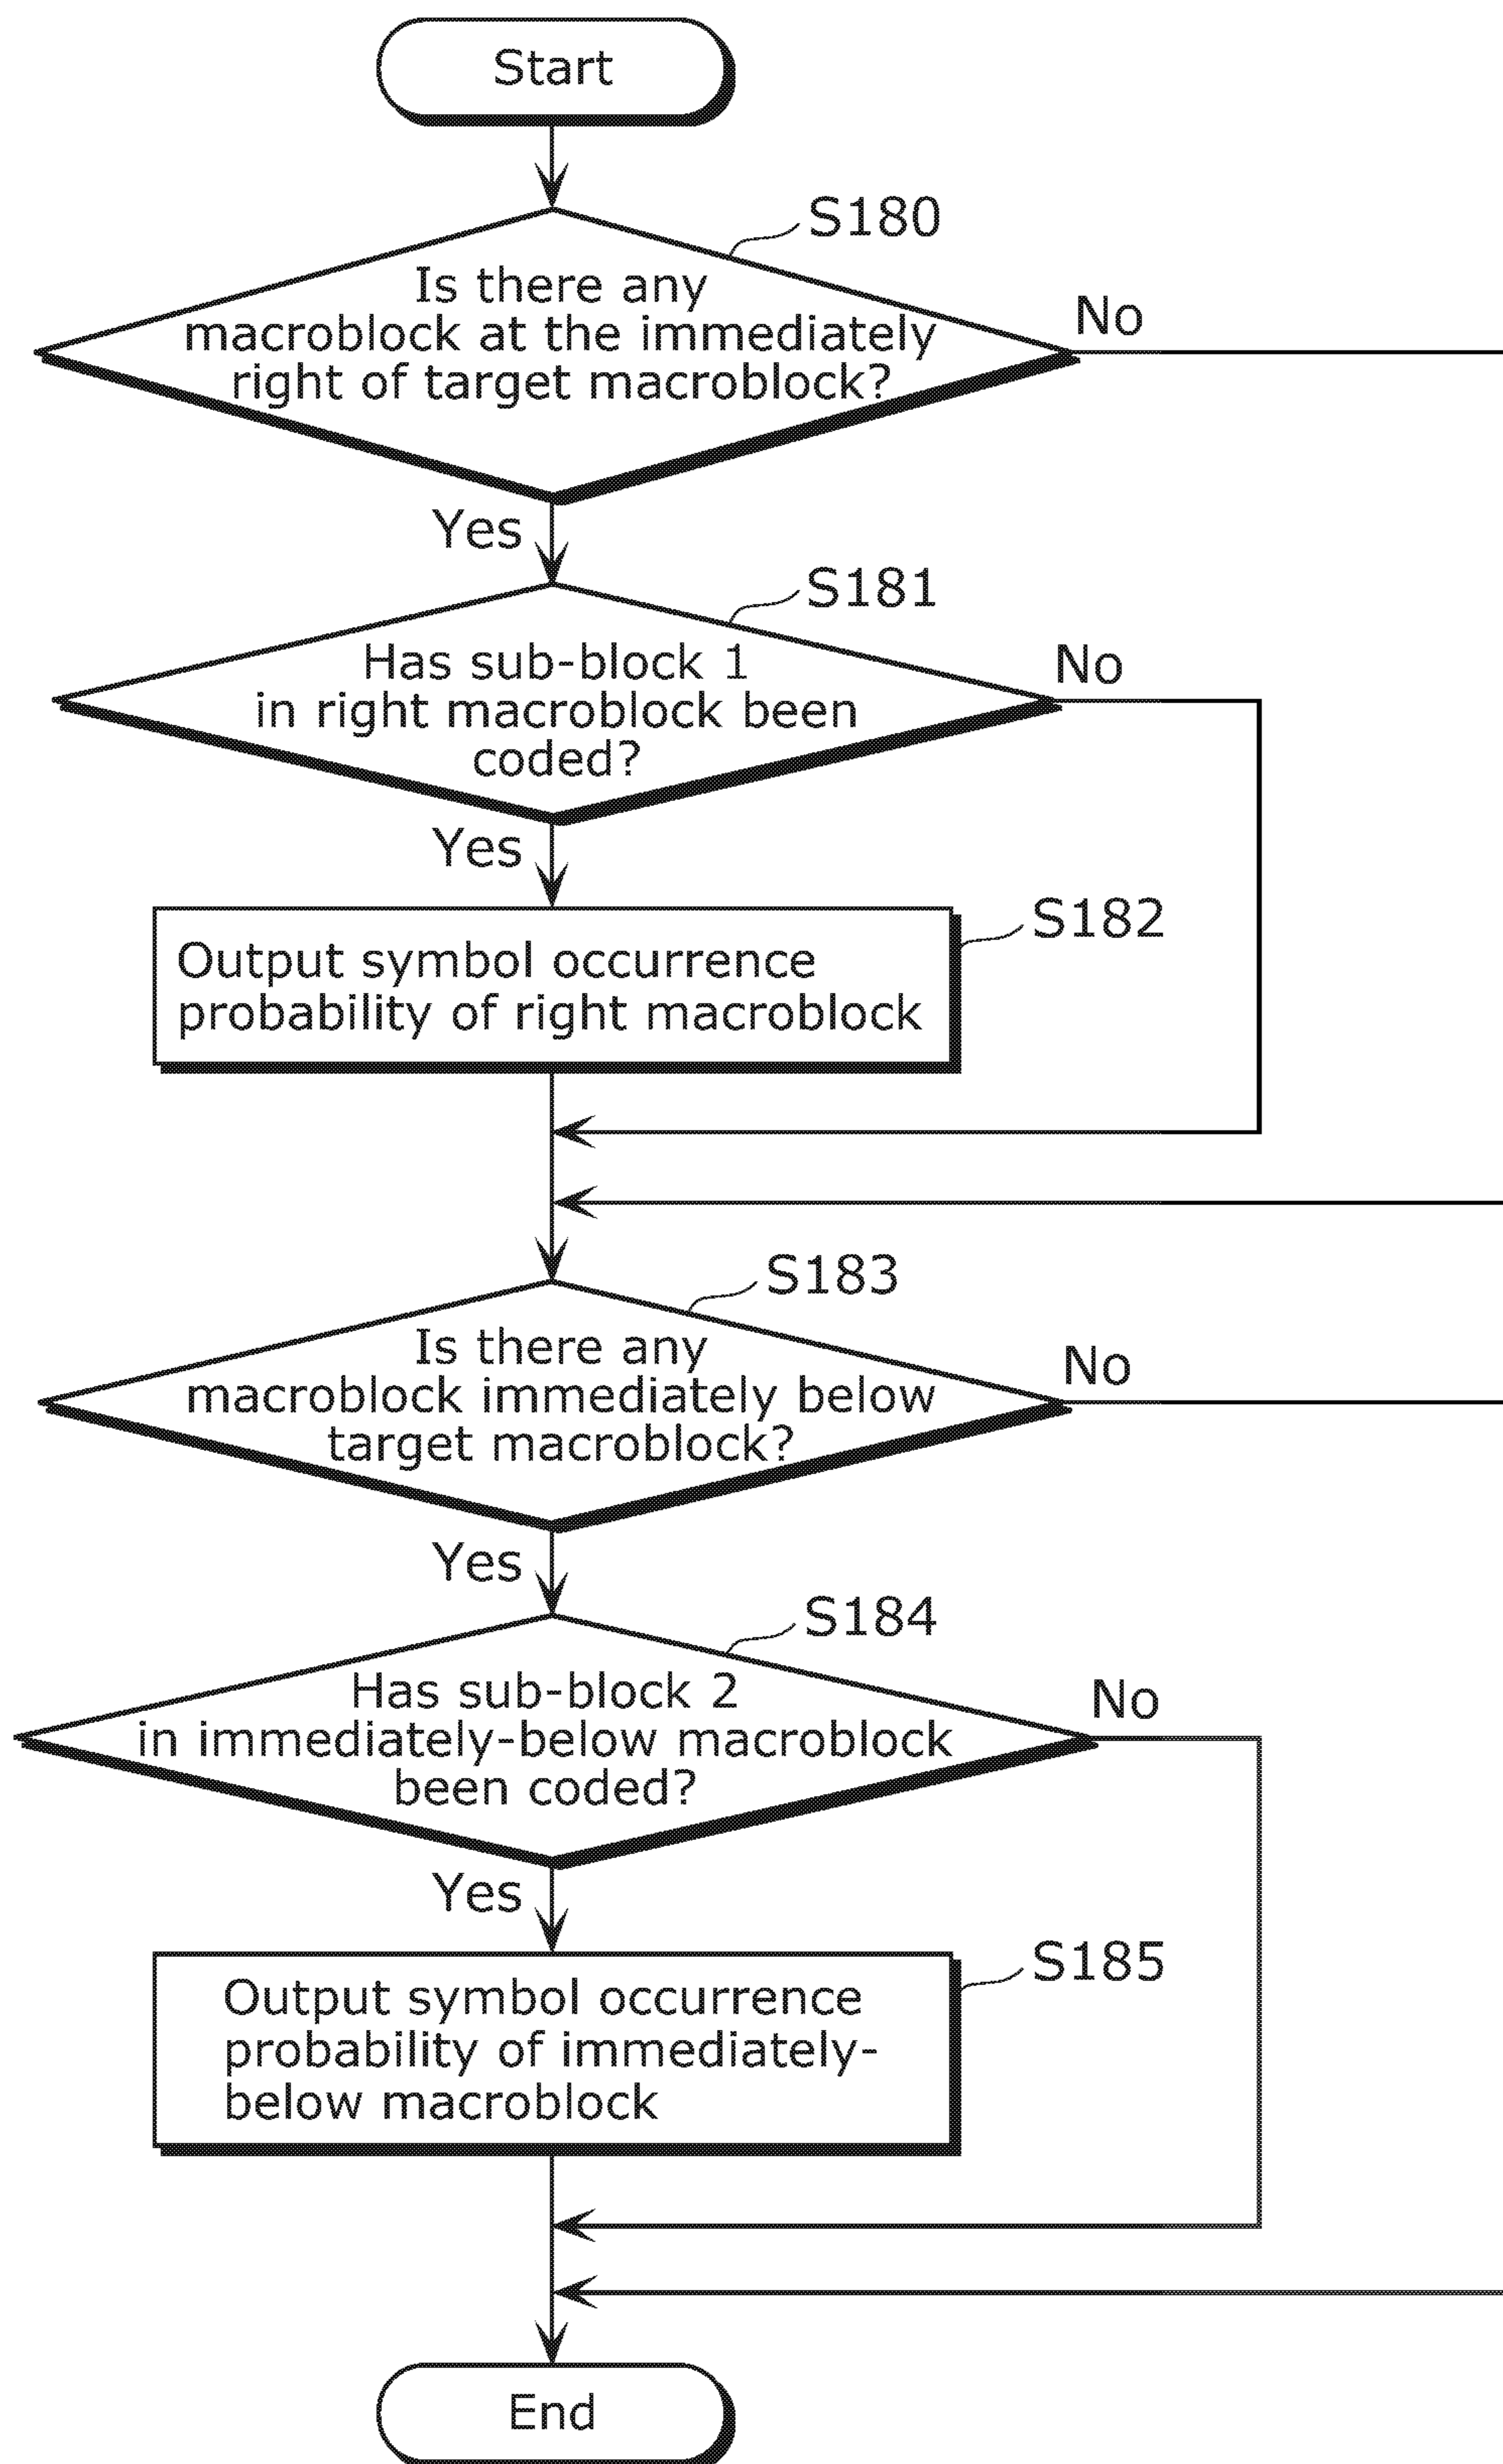 Start
S180
Is there any
macroblock at the immediately
right of target macroblock?
No
Yes
S181
Has sub-block 1
in right macroblock been
coded?
No
Yes
S182
Output symbol occurrence
probability of right macroblock
S183
Is there any
macroblock immediately below
target macroblock?
No
Yes
S184
Has sub-block 2
in immediately-below macroblock
been coded?
No
Yes
S185
Output symbol occurrence
probability of immediately-
below macroblock
End